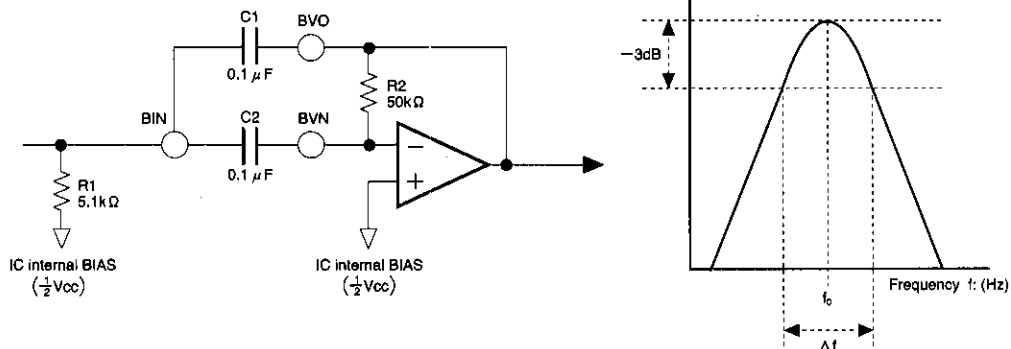 C1
BVO
0.1 μF
R2
50kΩ
BIN
C2
BVN
0.1 μF
R1
5.1kΩ
−
+
IC internal BIAS
(½Vcc)
IC internal BIAS
(½Vcc)
−3dB
Frequency f: (Hz)
f₀
Δf